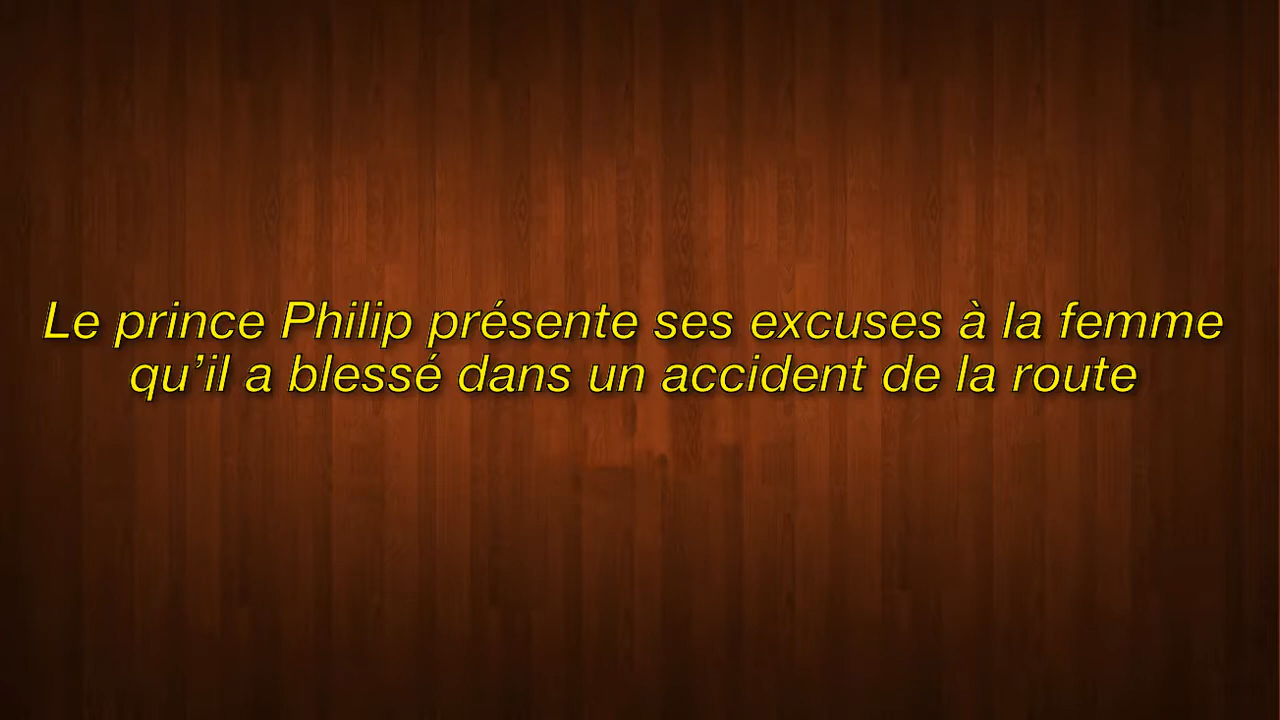 Le prince Philip présente ses excuses à la femme
qu’il a blessé dans un accident de la route